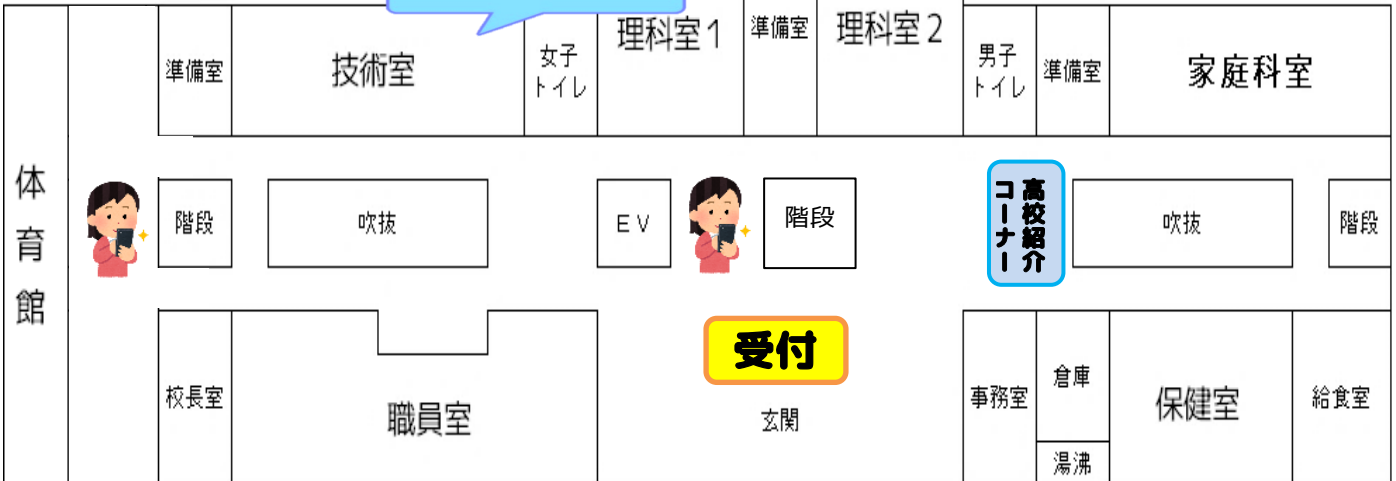 体育館
準備室
技術室
女子
トイレ
理科室1
準備室
理科室2
男子
トイレ
準備室
家庭科室
階段
吹抜
EV
階段
高校紹介
コーナー
吹抜
階段
校長室
職員室
受付
玄関
事務室
倉庫
湯沸
保健室
給食室